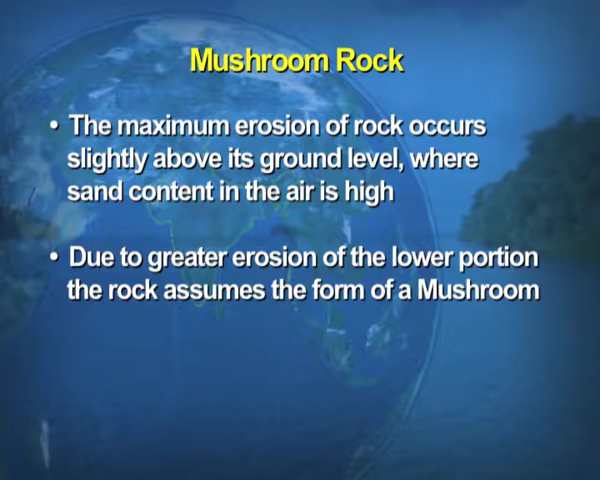 Mushroom Rock
• The maximum erosion of rock occurs
slightly above its ground level, where
sand content in the air is high
• Due to greater erosion of the lower portion
the rock assumes the form of a Mushroom